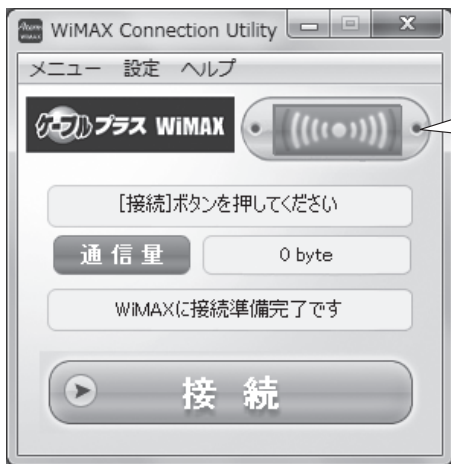 WiMAX Connection Utility
メニュー 設定 ヘルプ
ケーブルプラス WiMAX
[接続]ボタンを押してください
通信量 0 byte
WiMAXに接続準備完了です
接続